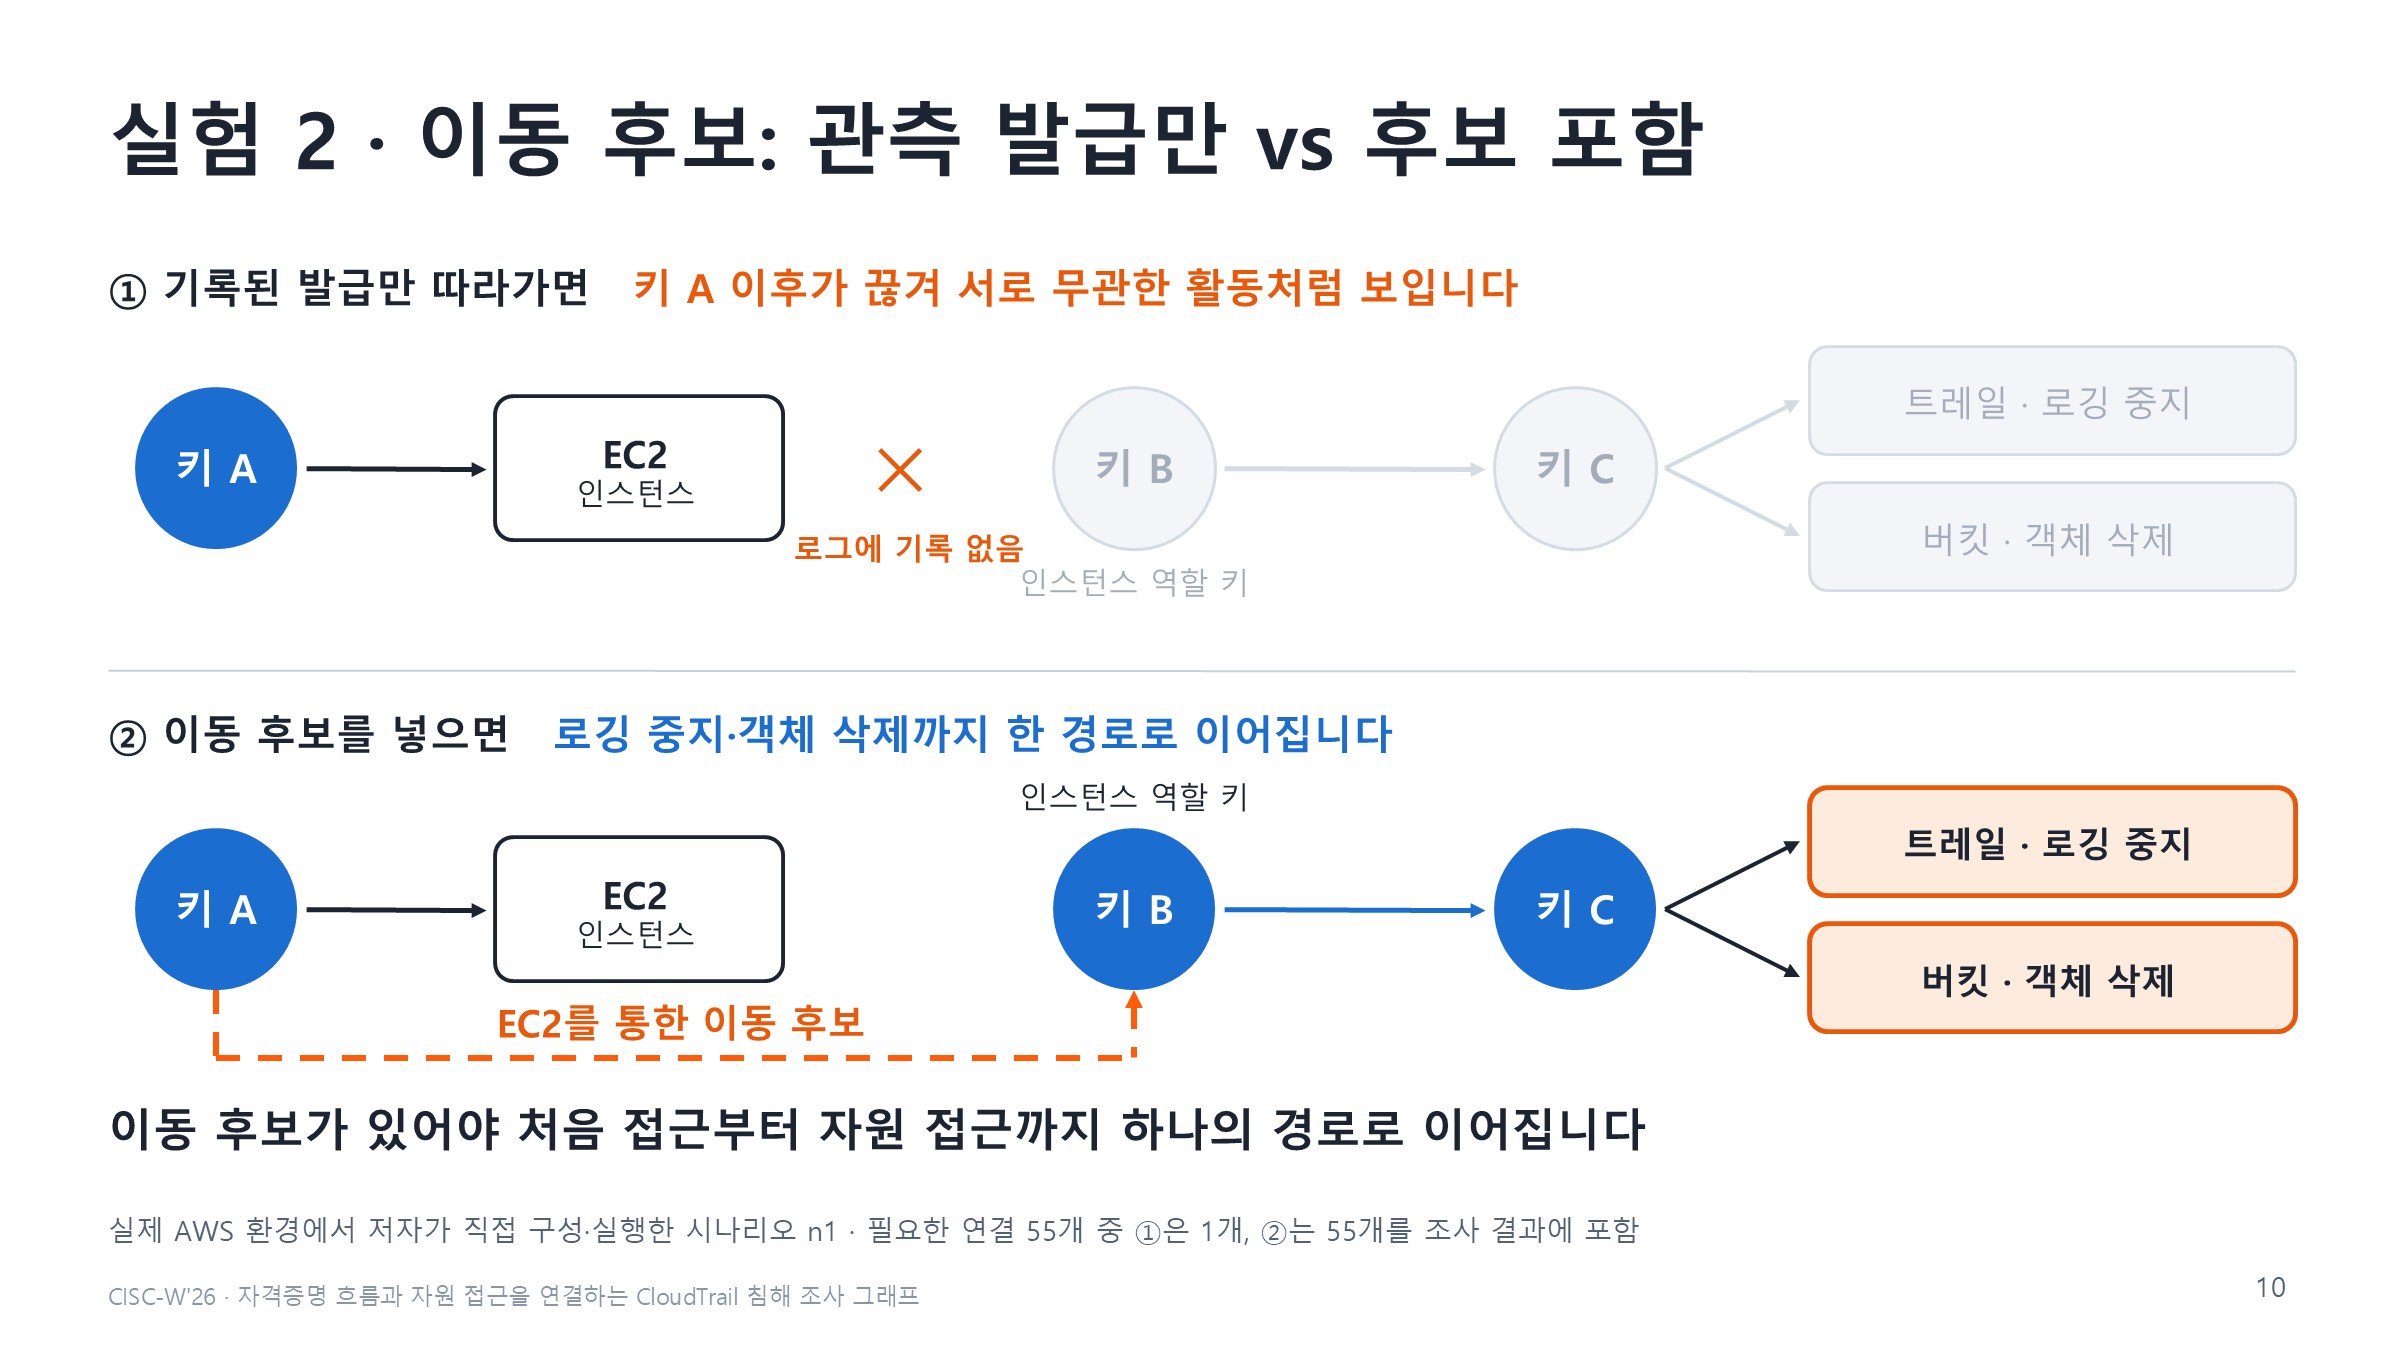 실험 2 · 이동 후보: 관측 발급만 vs 후보 포함
① 기록된 발급만 따라가면 키 A 이후가 끊겨 서로 무관한 활동처럼 보입니다
키 A
EC2
인스턴스
로그에 기록 없음
키 B
인스턴스 역할 키
키 C
트레일 · 로깅 중지
버킷 · 객체 삭제
② 이동 후보를 넣으면 로깅 중지·객체 삭제까지 한 경로로 이어집니다
인스턴스 역할 키
키 A
EC2
인스턴스
키 B
키 C
트레일 · 로깅 중지
버킷 · 객체 삭제
EC2를 통한 이동 후보
이동 후보가 있어야 처음 접근부터 자원 접근까지 하나의 경로로 이어집니다
실제 AWS 환경에서 저자가 직접 구성·실행한 시나리오 n1 · 필요한 연결 55개 중 ①은 1개, ②는 55개를 조사 결과에 포함
CISC-W'26 · 자격증명 흐름과 자원 접근을 연결하는 CloudTrail 침해 조사 그래프
10